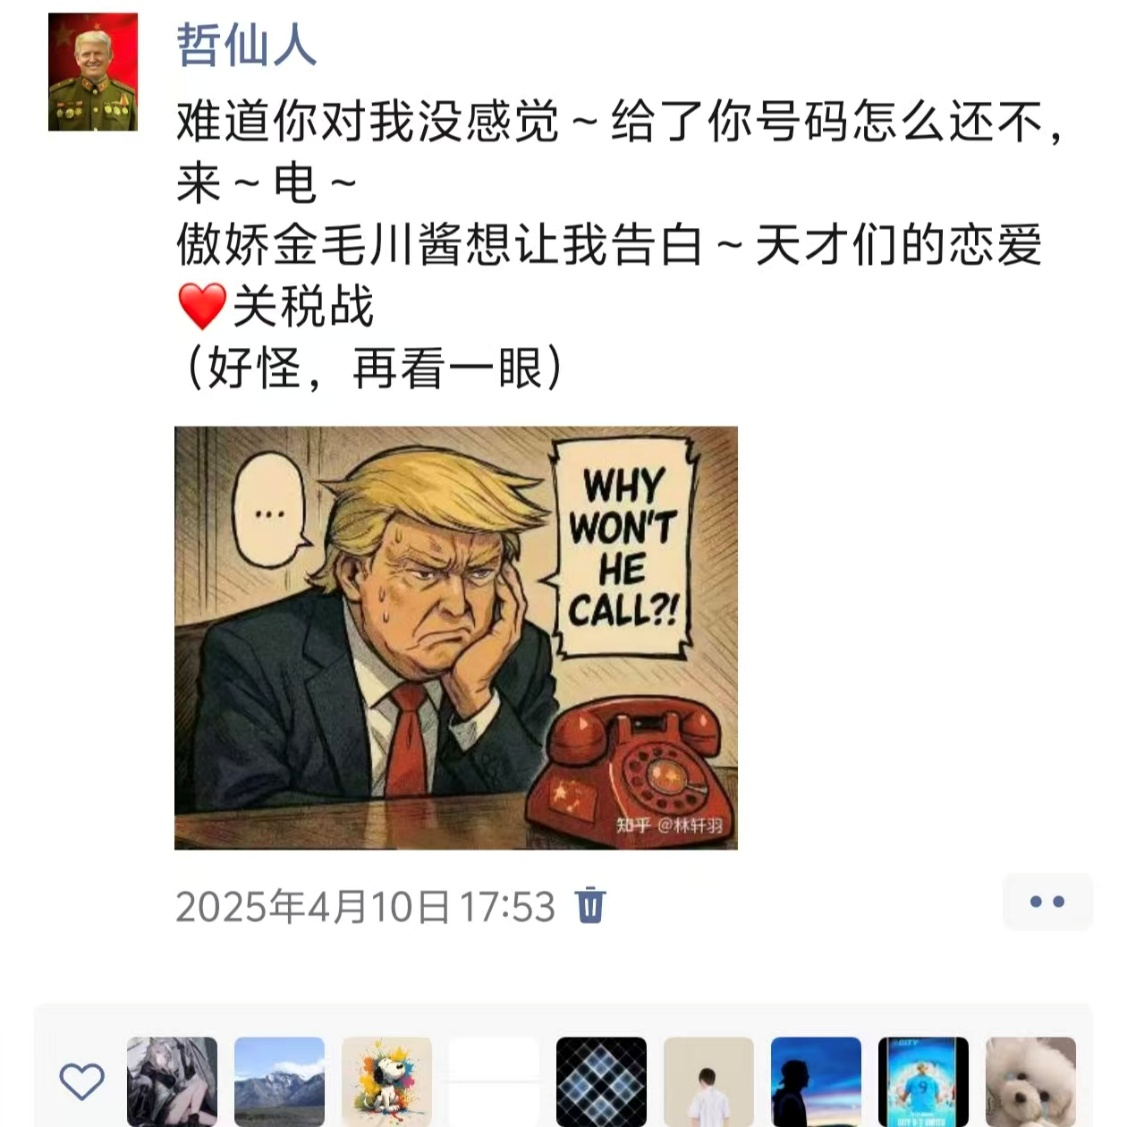 哲仙人
难道你对我没感觉～给了你号码怎么还不，
来～电～
傲娇金毛川酱想让我告白～天才们的恋爱
❤️关税战
（好怪，再看一眼）
...
WHY
WON'T
HE
CALL?!
知乎 @林轩羽
2025年4月10日 17:53